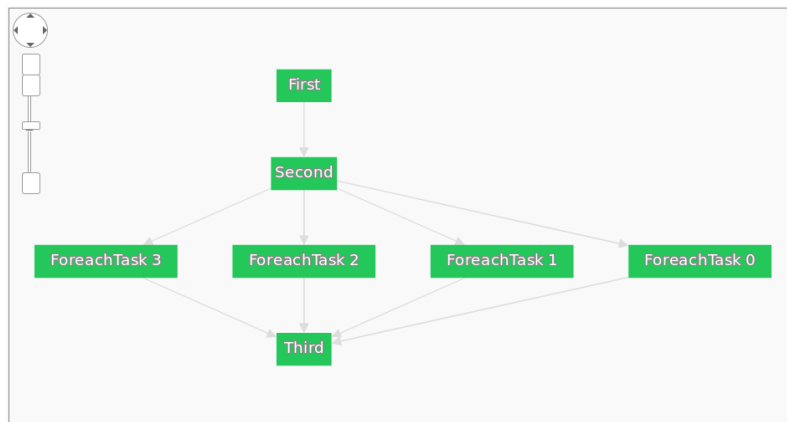 First
Second
ForeachTask 3
ForeachTask 2
ForeachTask 1
ForeachTask 0
Third